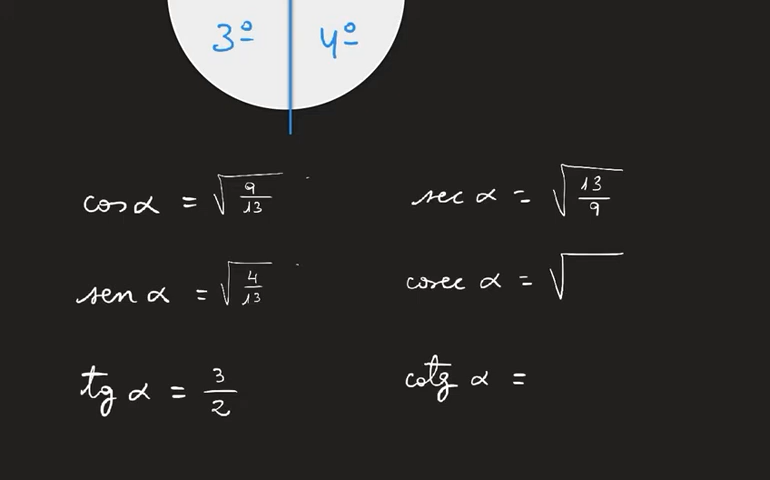 3º 4º
cos α = √(9/13) sec α = √(13/9)
sen α = √(4/13) cosec α = √
tg α = 3/2 cotg α =